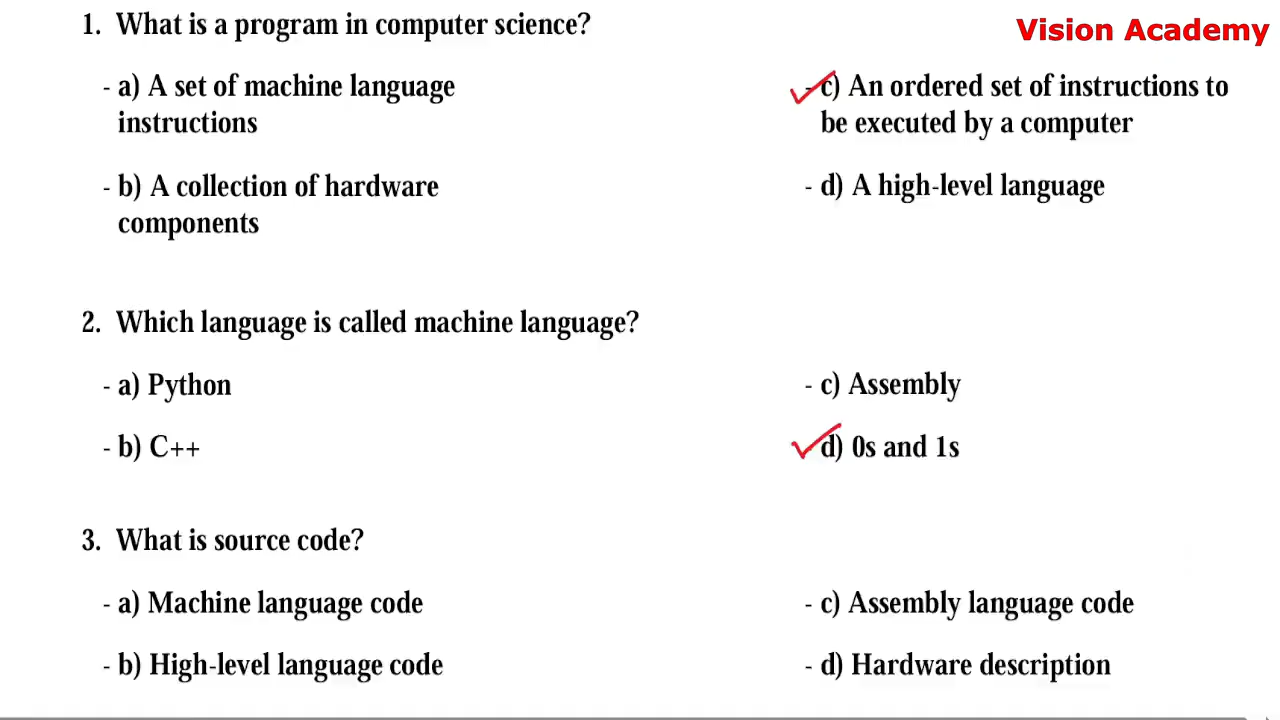 Vision Academy
1. What is a program in computer science?
- a) A set of machine language
instructions
- b) A collection of hardware
components
- c) An ordered set of instructions to
be executed by a computer
- d) A high-level language
2. Which language is called machine language?
- a) Python
- b) C++
- c) Assembly
- d) 0s and 1s
3. What is source code?
- a) Machine language code
- b) High-level language code
- c) Assembly language code
- d) Hardware description